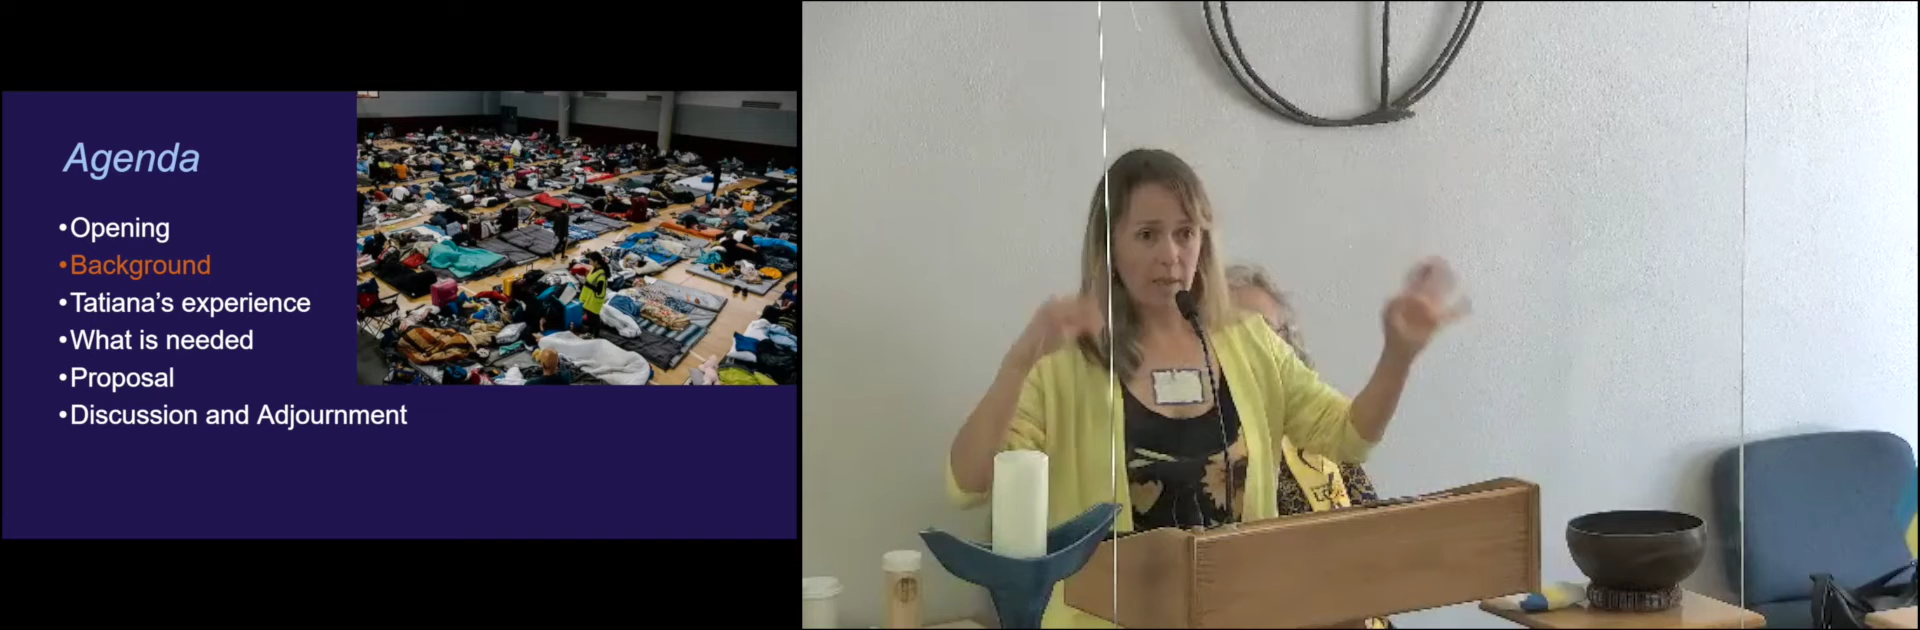 Agenda
•Opening
•Background
•Tatiana's experience
•What is needed
•Proposal
•Discussion and Adjournment